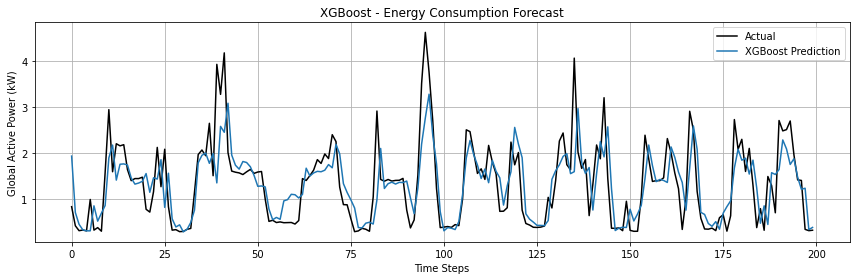 XGBoost - Energy Consumption Forecast
Actual
XGBoost Prediction
Global Active Power (kW)
4
3
2
1
0 25 50 75 100 125 150 175 200
Time Steps